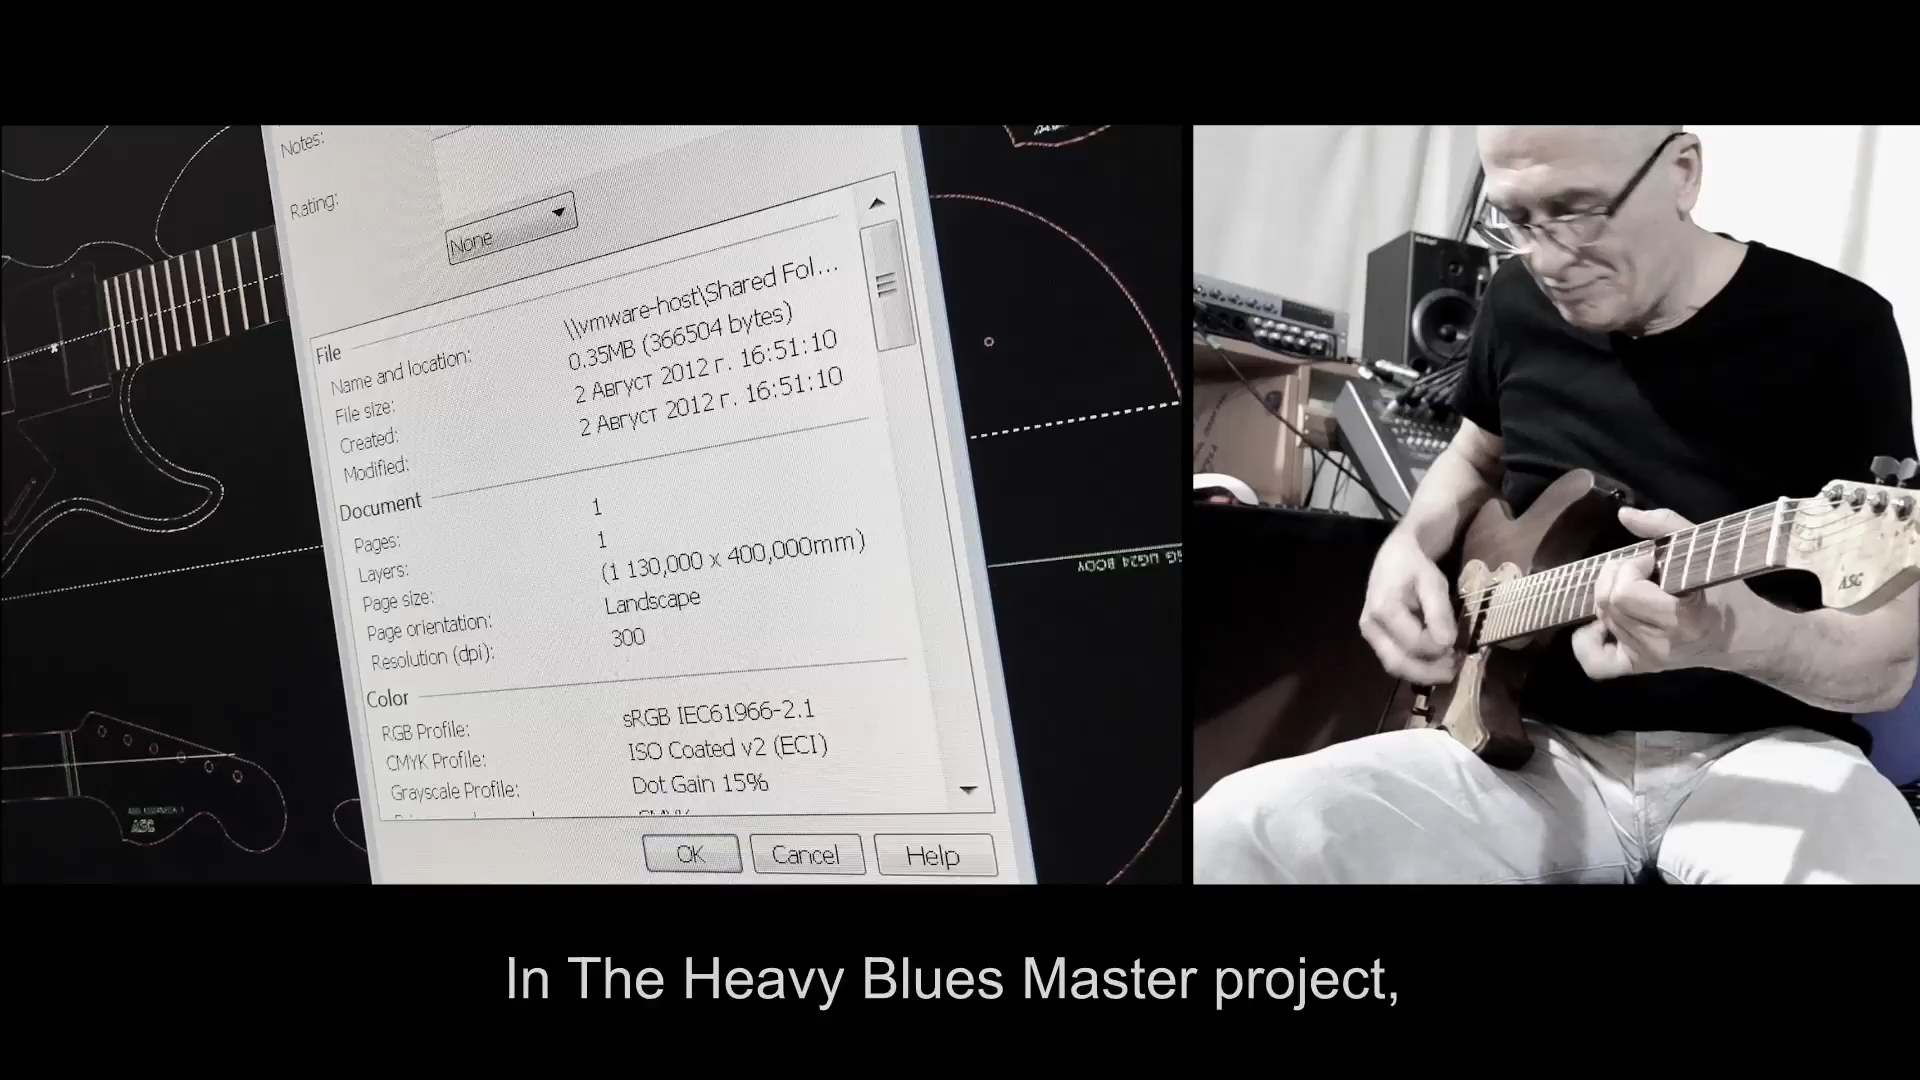 Notes:
Rating:
None
File
Name and location: \\vmware-host\Shared Fol...
File size: 0.35MB (366504 bytes)
Created: 2 Август 2012 г. 16:51:10
Modified: 2 Август 2012 г. 16:51:10
Document
Pages: 1
Layers: 1
Page size: (1 130,000 x 400,000mm)
Page orientation: Landscape
Resolution (dpi): 300
Color
RGB Profile: sRGB IEC61966-2.1
CMYK Profile: ISO Coated v2 (ECI)
Grayscale Profile: Dot Gain 15%
OK
Cancel
Help
UG24 BODY
ASG
ASG
In The Heavy Blues Master project,